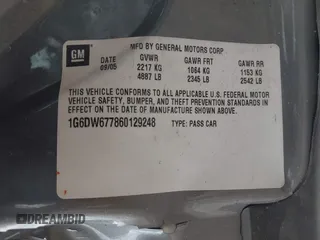 MFD BY GENERAL MOTORS CORP
GM DATE GVWR GAWR FRT GAWR RR
09/05 2217 KG 1064 KG 1153 KG
4887 LB 2345 LB 2542 LB
THIS VEHICLE CONFORMS TO ALL APPLICABLE U.S. FEDERAL MOTOR
VEHICLE SAFETY, BUMPER, AND THEFT PREVENTION STANDARDS
IN EFFECT ON THE DATE OF MANUFACTURE SHOWN ABOVE.
1G6DW677860129248 TYPE: PASS CAR
DREAMBID